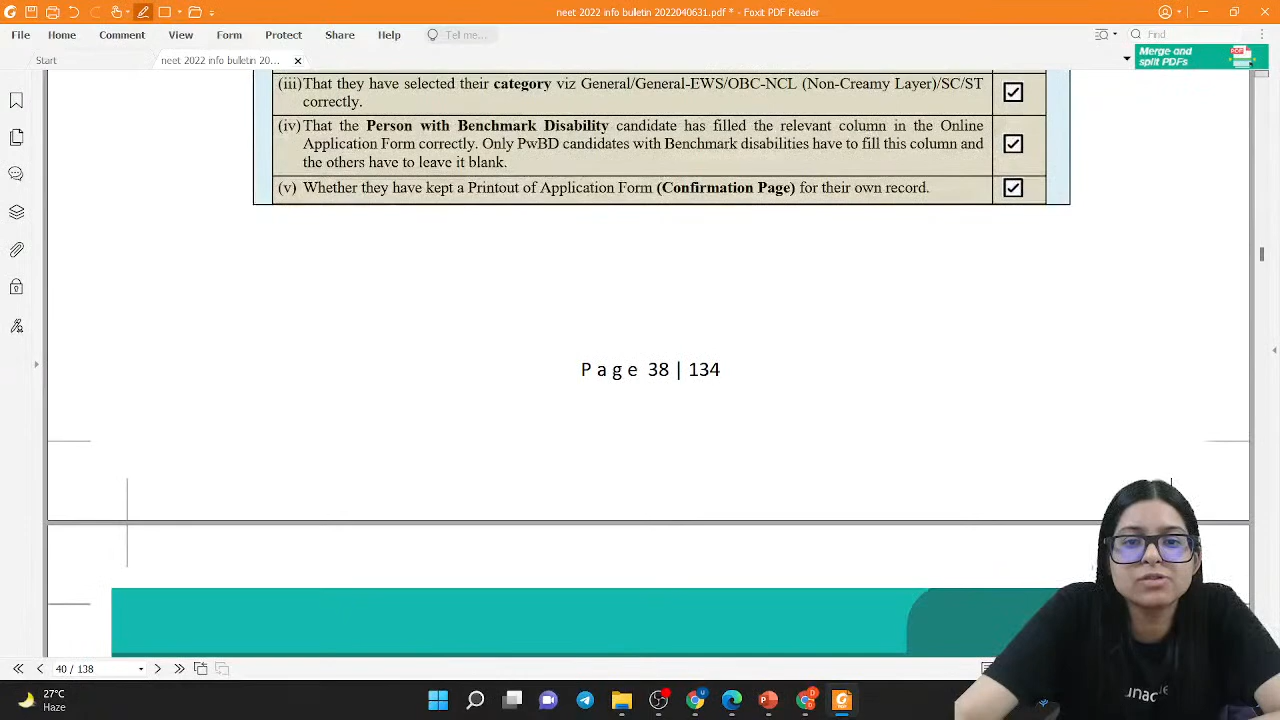 neet 2022 info buletin 2022040631.pdf * - Foxit PDF Reader
File Home Comment View Form Protect Share Help Tell me... Find
Start neet 2022 info bulletin 20... Merge and split PDFs
(iii) That they have selected their category viz General/General-EWS/OBC-NCL (Non-Creamy Layer)/SC/ST
correctly.
(iv) That the Person with Benchmark Disability candidate has filled the relevant column in the Online
Application Form correctly. Only PwBD candidates with Benchmark disabilities have to fill this column and
the others have to leave it blank.
(v) Whether they have kept a Printout of Application Form (Confirmation Page) for their own record.
Page 38 | 134
40 / 138
27°C
Haze